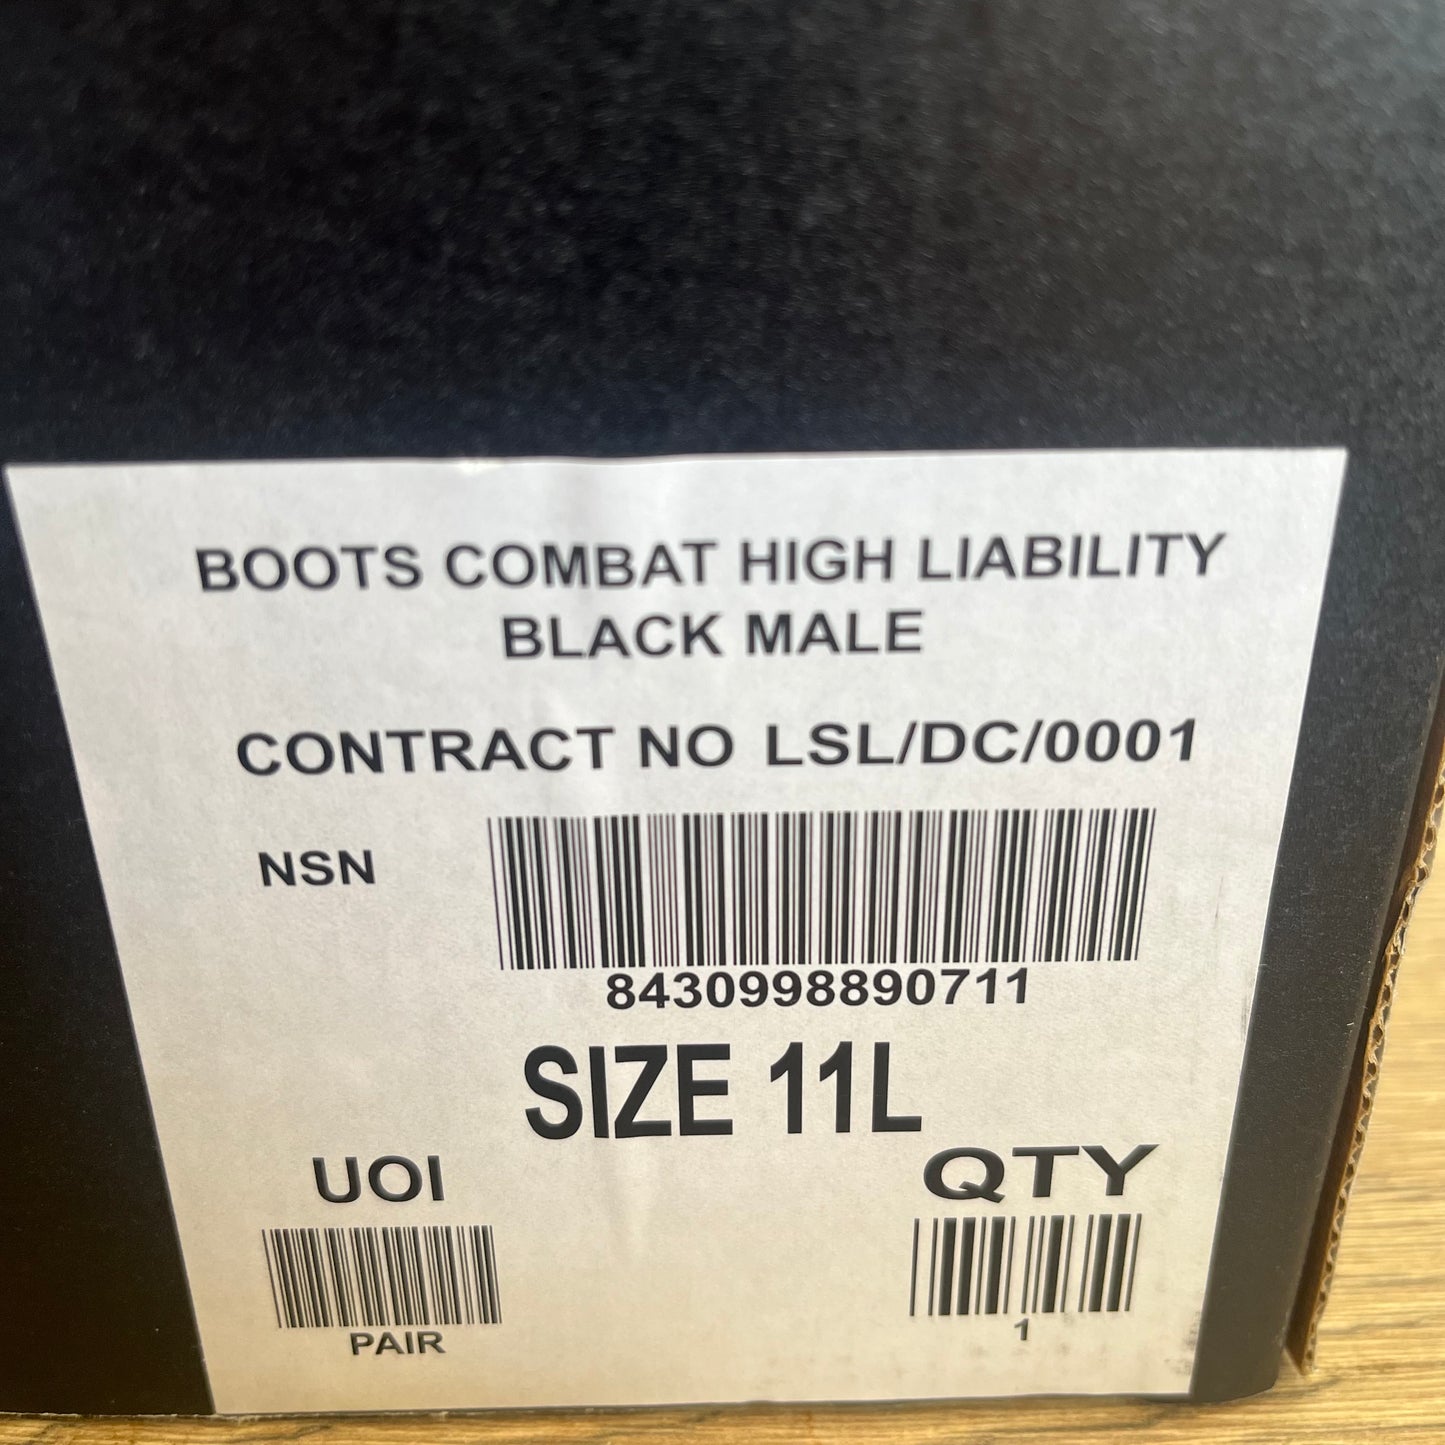 BOOTS COMBAT HIGH LIABILITY
BLACK MALE
CONTRACT NO LSL/DC/0001
NSN
8430998890711
SIZE 11L
UOI
QTY
PAIR
1